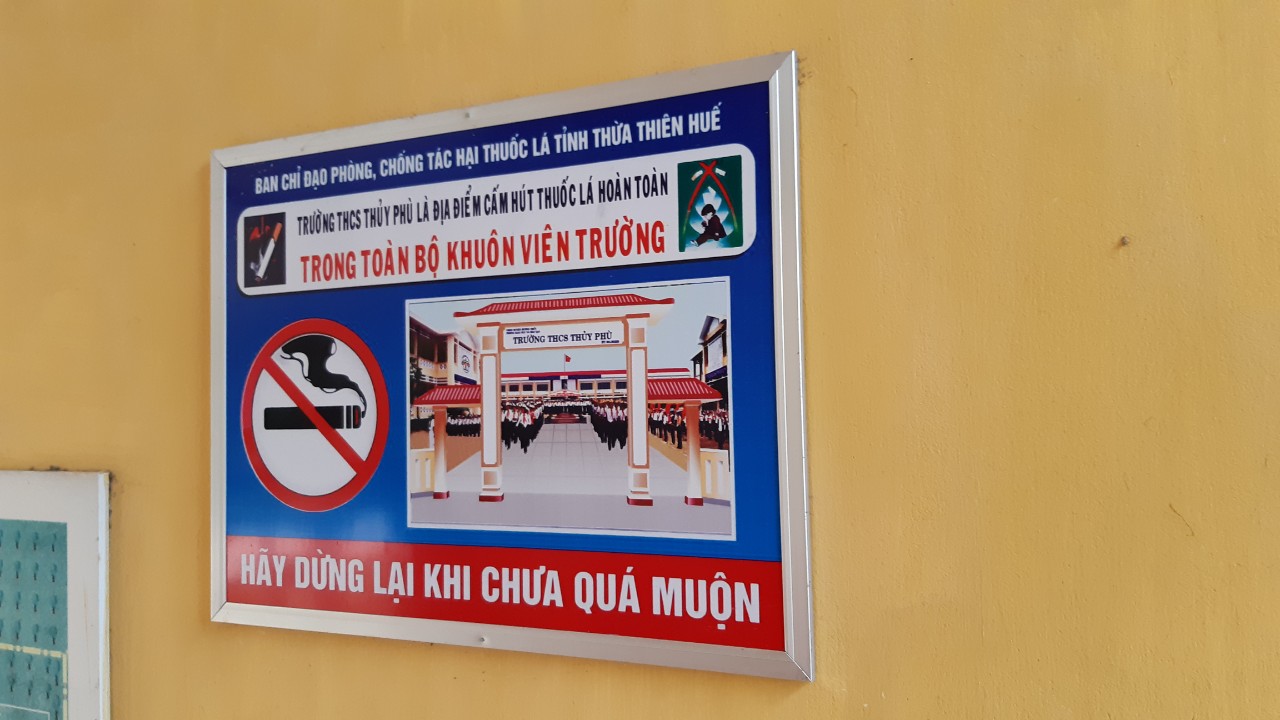 BAN CHỈ ĐẠO PHÒNG, CHỐNG TÁC HẠI THUỐC LÁ TỈNH THỪA THIÊN HUẾ
TRƯỜNG THCS THỦY PHÙ LÀ ĐỊA ĐIỂM CẤM HÚT THUỐC LÁ HOÀN TOÀN
TRONG TOÀN BỘ KHUÔN VIÊN TRƯỜNG
TRƯỜNG THCS THỦY PHÙ
HÃY DỪNG LẠI KHI CHƯA QUÁ MUỘN